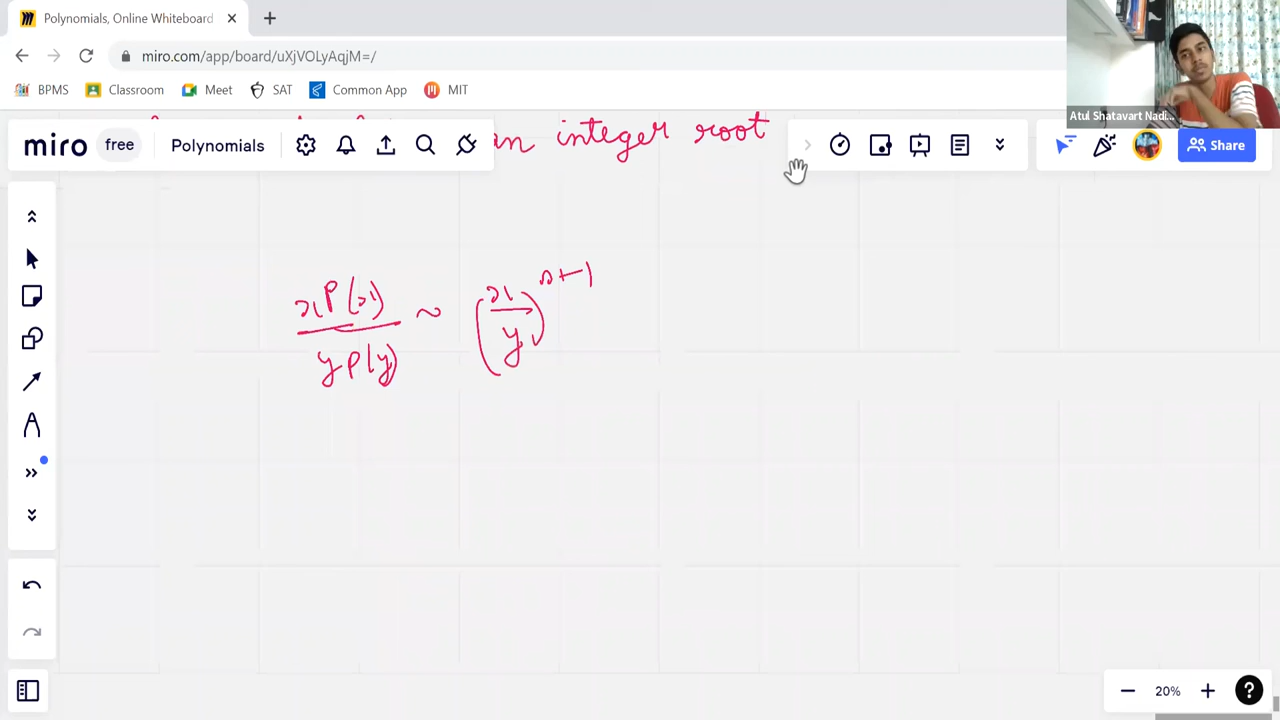 Polynomials, Online Whiteboard
miro.com/app/board/uXjVOLyAqjM=/
BPMS Classroom Meet SAT Common App MIT
Atul Shatavart Nadi...
an integer root
miro free Polynomials Share
xP(x) / yP(y) ~ (x/y)^n+1
20%